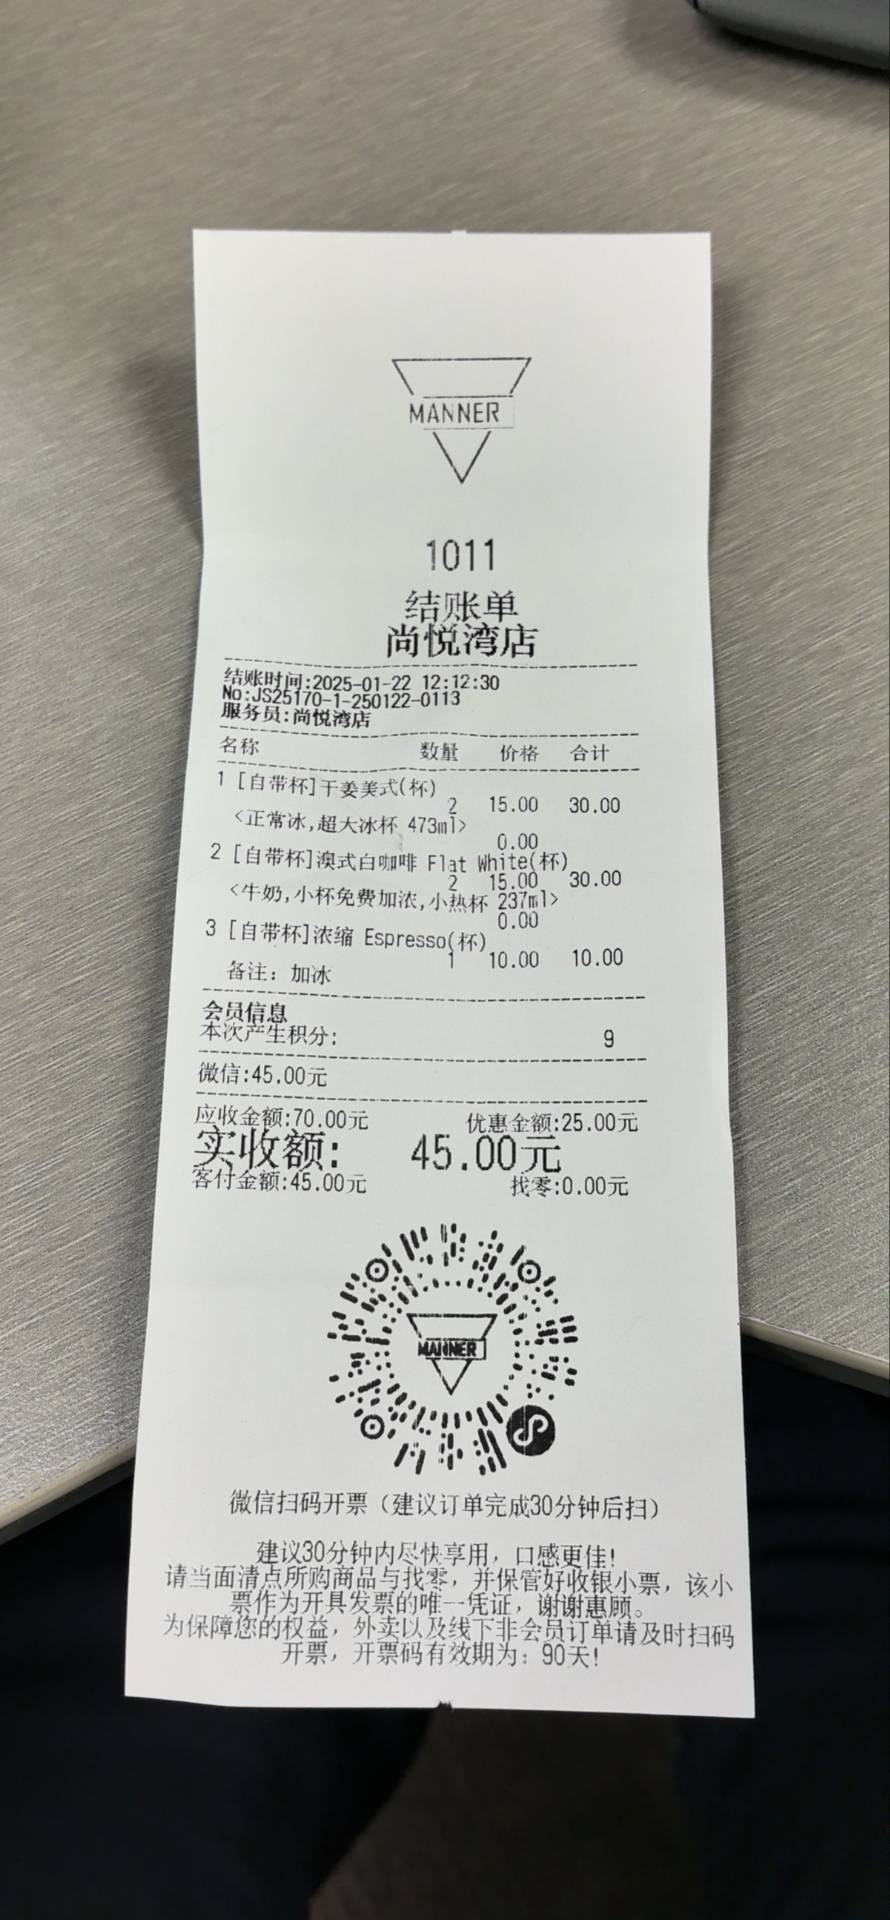 MANNER
1011
结账单
尚悦湾店
结账时间:2025-01-22 12:12:30
No:JS25170-1-250122-0113
服务员:尚悦湾店
名称 数量 价格 合计
1 [自带杯]干姜美式(杯)
2 15.00 30.00
<正常冰,超大冰杯 473ml>
0.00
2 [自带杯]澳式白咖啡 Flat White(杯)
2 15.00 30.00
<牛奶,小杯免费加浓,小热杯 237ml>
0.00
3 [自带杯]浓缩 Espresso(杯)
1 10.00 10.00
备注: 加冰
会员信息
本次产生积分: 9
微信:45.00元
应收金额:70.00元 优惠金额:25.00元
实收额: 45.00元
客付金额:45.00元 找零:0.00元
MANNER
微信扫码开票（建议订单完成30分钟后扫）
建议30分钟内尽快享用，口感更佳!
请当面清点所购商品与找零，并保管好收银小票，该小
票作为开具发票的唯一凭证，谢谢惠顾。
为保障您的权益，外卖以及线下非会员订单请及时扫码
开票，开票码有效期为: 90天!